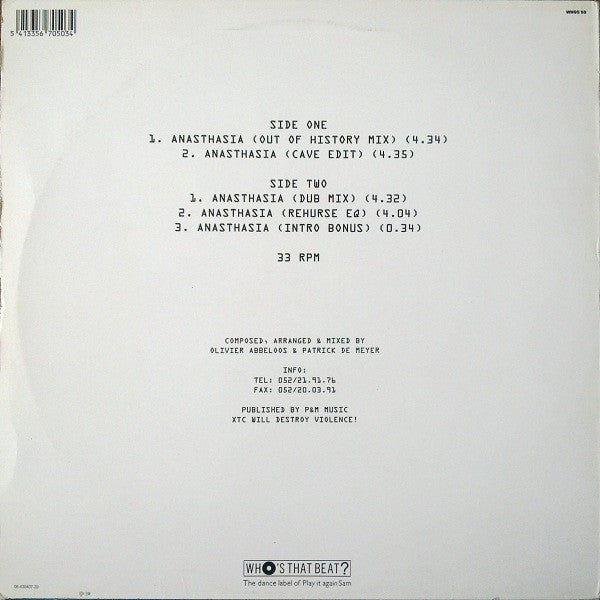 5 413356 705034
WHOS 50
SIDE ONE
1. ANASTHASIA (OUT OF HISTORY MIX) (4.34)
2. ANASTHASIA (CAVE EDIT) (4.35)
SIDE TWO
1. ANASTHASIA (DUB MIX) (4.32)
2. ANASTHASIA (REHURSE EQ) (4.04)
3. ANASTHASIA (INTRO BONUS) (0.34)
33 RPM
COMPOSED, ARRANGED & MIXED BY
OLIVIER ABBELOOS & PATRICK DE MEYER
INFO:
TEL: 052/21.91.76
FAX: 052/20.03.91
PUBLISHED BY P&M MUSIC
XTC WILL DESTROY VIOLENCE!
WHO'S THAT BEAT?
The dance label of Play it again Sam